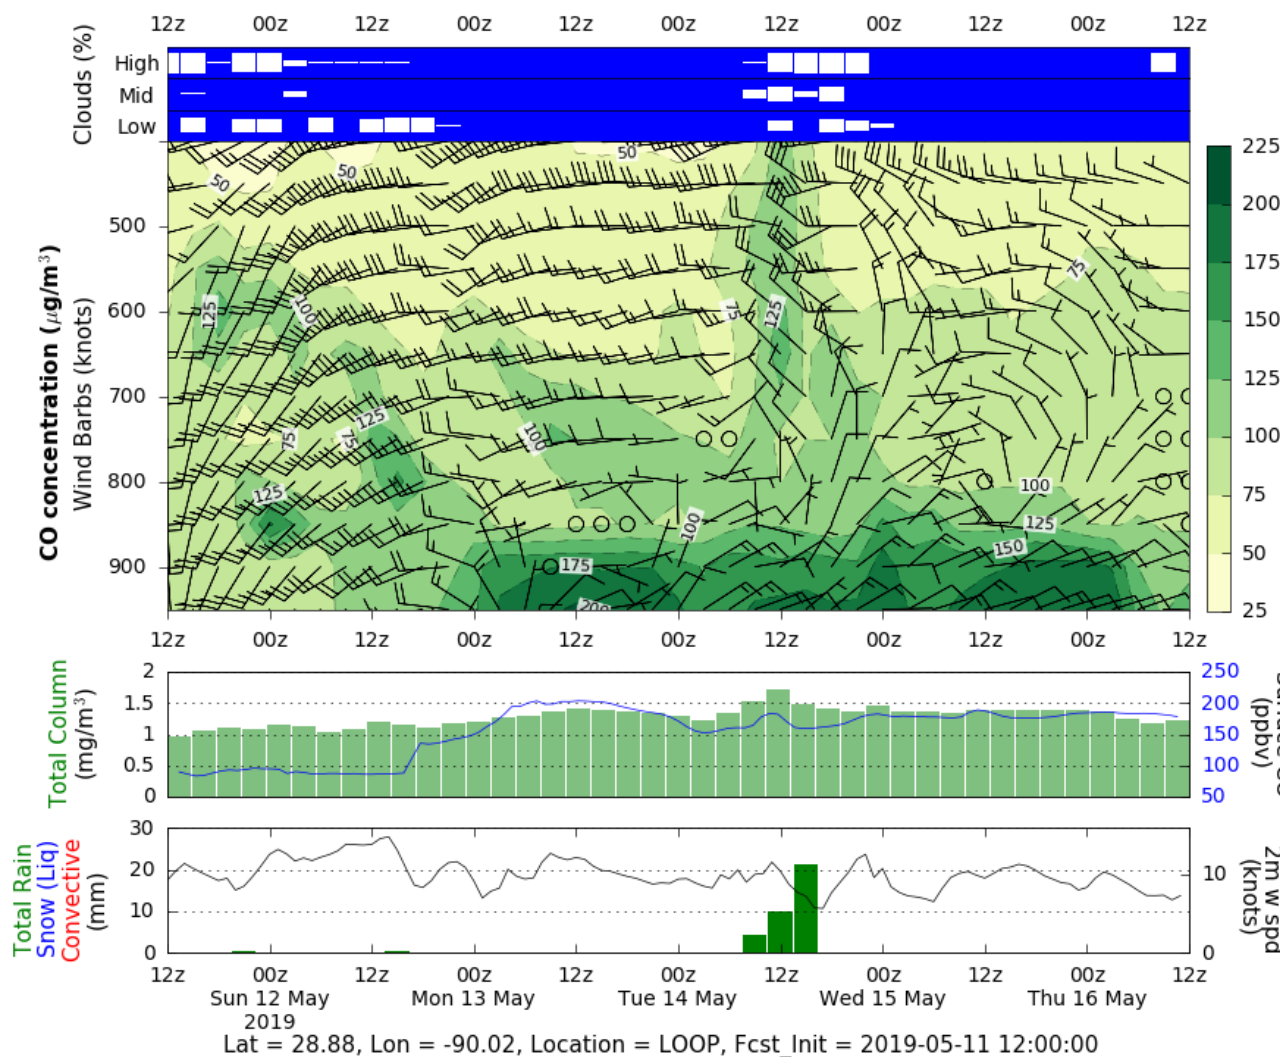 12z 00z 12z 00z 12z 00z 12z 00z 12z 00z 12z
Clouds (%)
High
Mid
Low
CO concentration (μg/m³)
Wind Barbs (knots)
500
600
700
800
900
50
50
50
125
100
75
75
125
125
100
75
125
75
100
175
200
100
125
150
225
200
175
150
125
100
75
50
25
12z 00z 12z 00z 12z 00z 12z 00z 12z 00z 12z
Total Column
(mg/m³)
2
1.5
1
0.5
0
250
200
150
100
50
(ppbv)
Total Rain
Snow (Liq)
Convective
(mm)
30
20
10
0
10
0
2m w spd
(knots)
12z 00z 12z 00z 12z 00z 12z 00z 12z 00z 12z
Sun 12 May Mon 13 May Tue 14 May Wed 15 May Thu 16 May
2019
Lat = 28.88, Lon = -90.02, Location = LOOP, Fcst_Init = 2019-05-11 12:00:00